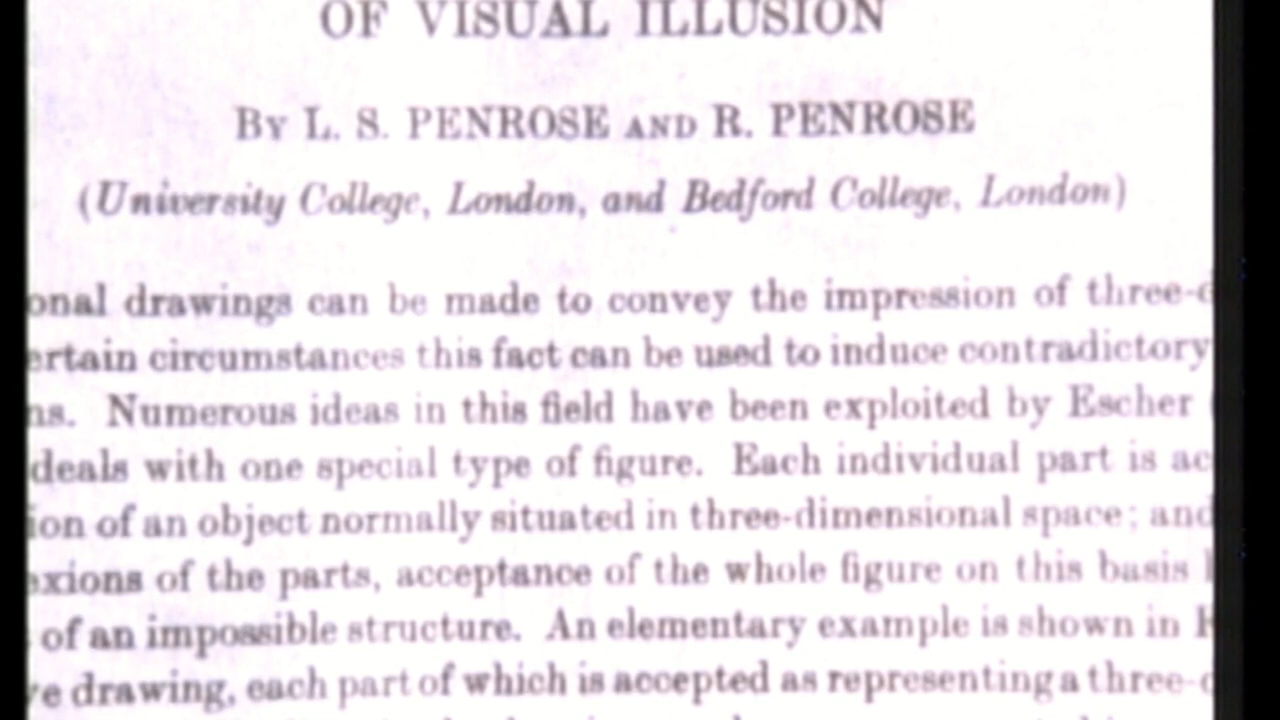 OF VISUAL ILLUSION
BY L. S. PENROSE AND R. PENROSE
(University College, London, and Bedford College, London)
onal drawings can be made to convey the impression of three-d
ertain circumstances this fact can be used to induce contradictory
ns. Numerous ideas in this field have been exploited by Escher (
deals with one special type of figure. Each individual part is ac
ion of an object normally situated in three-dimensional space; and
exions of the parts, acceptance of the whole figure on this basis l
of an impossible structure. An elementary example is shown in F
ve drawing, each part of which is accepted as representing a three-d